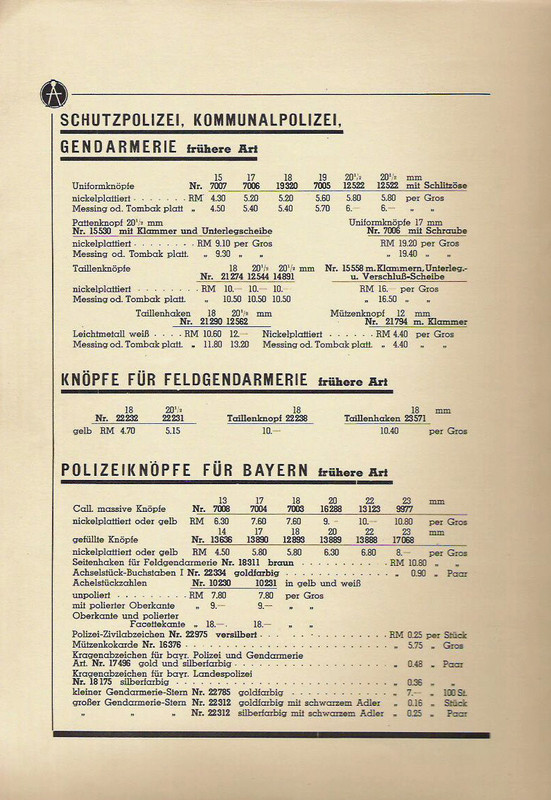 A
SCHUTZPOLIZEI, KOMMUNALPOLIZEI,
GENDARMERIE frühere Art
15 17 18 19 20¹/₂ 20¹/₂ mm
Uniformknöpfe Nr. 7007 7006 19320 7005 12522 12522 mit Schlitzöse
nickelplattiert . . . . . . . RM 4.30 5.20 5.20 5.60 5.80 5.80 per Gros
Messing od. Tombak platt „ 4.50 5.40 5.40 5.70 6.— 6.— „ „
Pattenknopf 20¹/₂ mm Uniformknöpfe 17 mm
Nr. 15530 mit Klammer und Unterlegscheibe Nr. 7006 mit Schraube
nickelplattiert . . . . . . . . RM 9.10 per Gros RM 19.20 per Gros
Messing od. Tombak platt. „ 9.30 „ „ „ 19.40 „ „
Taillenknöpfe 18 20¹/₂ 20¹/₂ mm Nr. 15558 m. Klammern, Unterleg.-
Nr. 21274 12544 14891 u. Verschluß-Scheibe
nickelplattiert . . . . . . . RM 10.— 10.— 10.— RM 16.— per Gros
Messing od. Tombak platt. „ 10.50 10.50 10.50 „ 16.50 „ „
Taillenhaken 18 20¹/₂ mm Mützenknopf 12 mm
Nr. 21290 12562 Nr. 21794 m. Klammer
Leichtmetall weiß . . . . RM 10.60 12.— Nickelplattiert . . . . . . . RM 4.40 per Gros
Messing od. Tombak platt. „ 11.80 13.20 Messing od. Tombak platt. „ 4.40 „ „
KNÖPFE FÜR FELDGENDARMERIE frühere Art
18 20¹/₂ 18 18 mm
Nr. 22232 22231 Taillenknopf 22238 Taillenhaken 23571
gelb RM 4.70 5.15 10.— 10.40 per Gros
POLIZEIKNÖPFE FÜR BAYERN frühere Art
13 17 18 20 22 23 mm
Call. massive Knöpfe Nr. 7008 7004 7003 16288 13123 9977
nickelplattiert oder gelb RM 6.30 7.60 7.60 9.— 10.— 10.80 per Gros
14 17 18 20 22 23 mm
gefüllte Knöpfe Nr. 13636 13890 12893 13889 13888 17068
nickelplattiert oder gelb RM 4.50 5.80 5.80 6.30 6.80 8.— per Gros
Seitenhaken für Feldgendarmerie Nr. 18311 braun . . . . . . . . . . . . RM 10.80 „ „
Achselstück-Buchstaben I Nr. 22334 goldfarbig . . . . . . . . . . . . . . „ 0.90 „ Paar
Achelstückzahlen Nr. 10230 10231 in gelb und weiß
unpoliert . . . . . . . . . . RM 7.80 7.80 per Gros
mit polierter Oberkante „ 9.— 9.— „ „
Oberkante und polierter
Facettekante „ 18.— . 18.— „ „
Polizei-Zivilabzeichen Nr. 22975 versilbert . . . . . . . . . . . . . . . RM 0.25 per Stück
Mützenkokarde Nr. 16376 . . . . . . . . . . . . . . . . . . . . . . „ 5.75 „ Gros
Kragenabzeichen für bayr. Polizei und Gendarmerie
Art. Nr. 17496 gold und silberfarbig . . . . . . . . . . . . . . . . . . „ 0.48 „ Paar
Kragenabzeichen für bayr. Landespolizei
Nr. 18175 silberfarbig . . . . . . . . . . . . . . . . . . . . . . . . „ 0.36 „ „
kleiner Gendarmerie-Stern Nr. 22785 goldfarbig . . . . . . . . . . . . „ 7.— „ 100 St.
großer Gendarmerie-Stern Nr. 22312 goldfarbig mit schwarzem Adler . „ 0.16 „ Stück
„ „ „ Nr. 22312 silberfarbig mit schwarzem Adler . „ 0.25 „ Paar